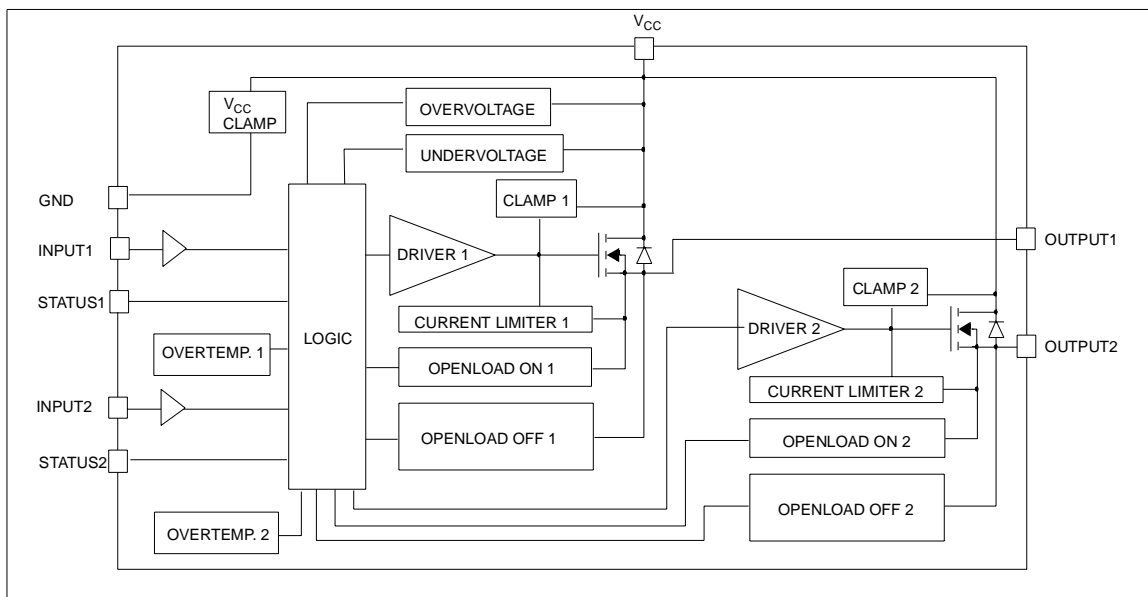 VCC
VCC
CLAMP
OVERVOLTAGE
UNDERVOLTAGE
GND
CLAMP 1
INPUT1
DRIVER 1
OUTPUT1
STATUS1
CLAMP 2
CURRENT LIMITER 1
DRIVER 2
LOGIC
OVERTEMP. 1
OUTPUT2
OPENLOAD ON 1
CURRENT LIMITER 2
INPUT2
OPENLOAD OFF 1
OPENLOAD ON 2
STATUS2
OPENLOAD OFF 2
OVERTEMP. 2